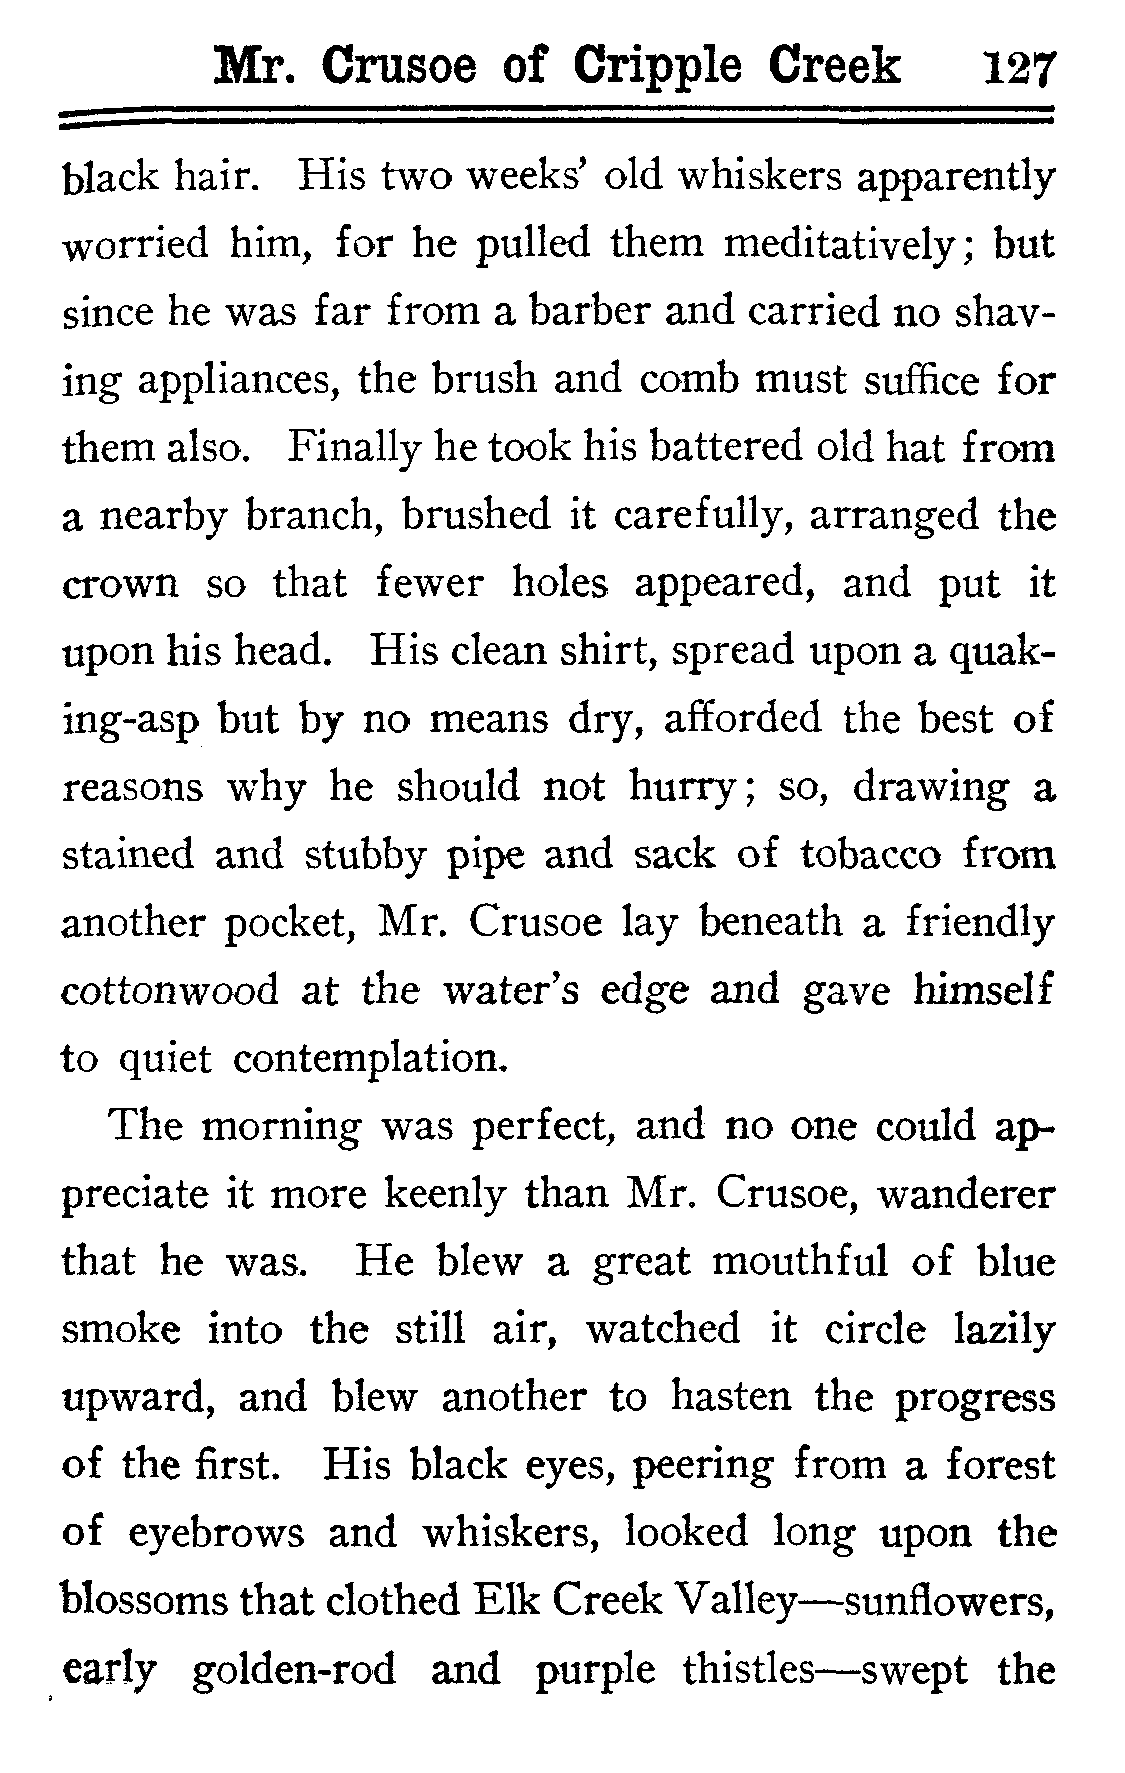 Mr. Crusoe of Cripple Creek 127
black hair. His two weeks' old whiskers apparently
worried him, for he pulled them meditatively; but
since he was far from a barber and carried no shav-
ing appliances, the brush and comb must suffice for
them also. Finally he took his battered old hat from
a nearby branch, brushed it carefully, arranged the
crown so that fewer holes appeared, and put it
upon his head. His clean shirt, spread upon a quak-
ing-asp but by no means dry, afforded the best of
reasons why he should not hurry; so, drawing a
stained and stubby pipe and sack of tobacco from
another pocket, Mr. Crusoe lay beneath a friendly
cottonwood at the water's edge and gave himself
to quiet contemplation.
The morning was perfect, and no one could ap-
preciate it more keenly than Mr. Crusoe, wanderer
that he was. He blew a great mouthful of blue
smoke into the still air, watched it circle lazily
upward, and blew another to hasten the progress
of the first. His black eyes, peering from a forest
of eyebrows and whiskers, looked long upon the
blossoms that clothed Elk Creek Valley—sunflowers,
early golden-rod and purple thistles—swept the